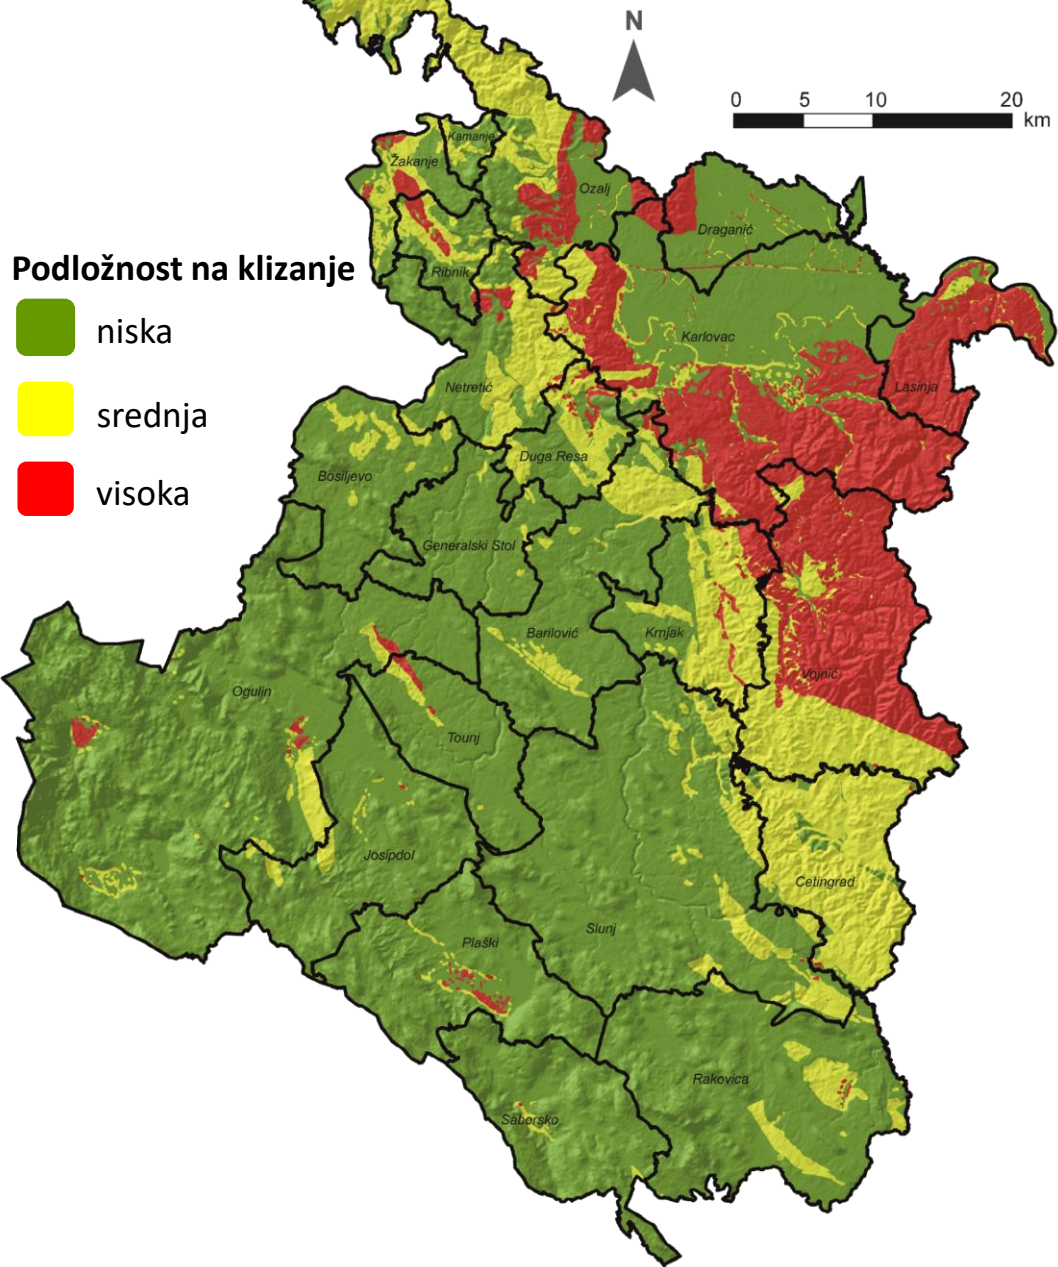 N
0 5 10 20
km
Kamanje
Žakanje
Ozalj
Draganić
Podložnost na klizanje
Ribnik
niska
Karlovac
Netretić
Lasinja
srednja
Duga Resa
Bosiljevo
visoka
Generalski Stol
Barilović
Krnjak
Vojnić
Ogulin
Tounj
Josipdol
Cetingrad
Slunj
Plaški
Rakovica
Saborsko